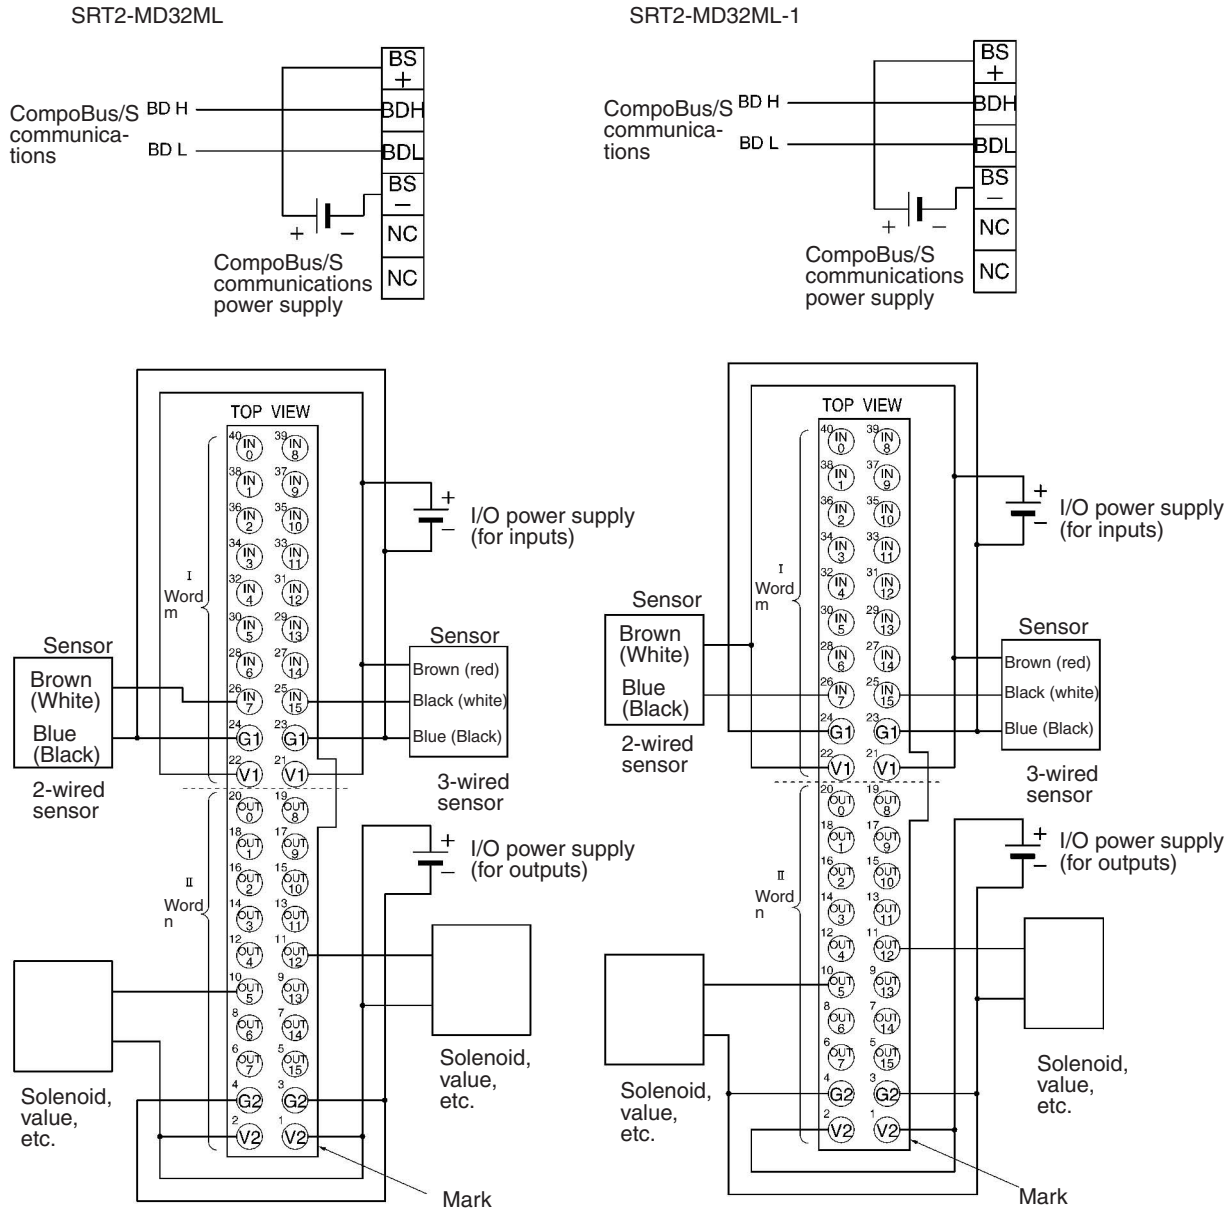 SRT2-MD32ML
BS
+
CompoBus/S
communica-
tions
BD H
BDH
BD L
BDL
BS
–
+ –
NC
CompoBus/S
communications
power supply
NC
TOP VIEW
40 IN 0 39 IN 8
38 IN 1 37 IN 9
36 IN 2 35 IN 10
34 IN 3 33 IN 11
32 IN 4 31 IN 12
30 IN 5 29 IN 13
28 IN 6 27 IN 14
26 IN 7 25 IN 15
24 G1 23 G1
22 V1 21 V1
20 OUT 0 19 OUT 8
18 OUT 1 17 OUT 9
16 OUT 2 15 OUT 10
14 OUT 3 13 OUT 11
12 OUT 4 11 OUT 12
10 OUT 5 9 OUT 13
8 OUT 6 7 OUT 14
6 OUT 7 5 OUT 15
4 G2 3 G2
2 V2 1 V2
I
Word
m
II
Word
n
+
–
I/O power supply
(for inputs)
Sensor
Brown
(White)
Blue
(Black)
2-wired
sensor
Sensor
Brown (red)
Black (white)
Blue (Black)
3-wired
sensor
+
–
I/O power supply
(for outputs)
Solenoid,
value,
etc.
Solenoid,
value,
etc.
Mark
SRT2-MD32ML-1
BS
+
CompoBus/S
communica-
tions
BD H
BDH
BD L
BDL
BS
–
+ –
NC
CompoBus/S
communications
power supply
NC
TOP VIEW
40 IN 0 39 IN 8
38 IN 1 37 IN 9
36 IN 2 35 IN 10
34 IN 3 33 IN 11
32 IN 4 31 IN 12
30 IN 5 29 IN 13
28 IN 6 27 IN 14
26 IN 7 25 IN 15
24 G1 23 G1
22 V1 21 V1
20 OUT 0 19 OUT 8
18 OUT 1 17 OUT 9
16 OUT 2 15 OUT 10
14 OUT 3 13 OUT 11
12 OUT 4 11 OUT 12
10 OUT 5 9 OUT 13
8 OUT 6 7 OUT 14
6 OUT 7 5 OUT 15
4 G2 3 G2
2 V2 1 V2
I
Word
m
II
Word
n
+
–
I/O power supply
(for inputs)
Sensor
Brown
(White)
Blue
(Black)
2-wired
sensor
Sensor
Brown (red)
Black (white)
Blue (Black)
3-wired
sensor
+
–
I/O power supply
(for outputs)
Solenoid,
value,
etc.
Solenoid,
value,
etc.
Mark